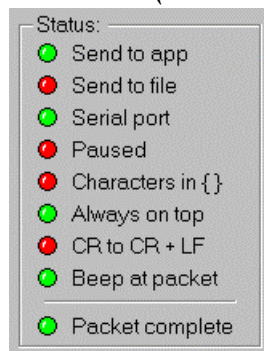 Status:
Send to app
Send to file
Serial port
Paused
Characters in { }
Always on top
CR to CR + LF
Beep at packet
Packet complete